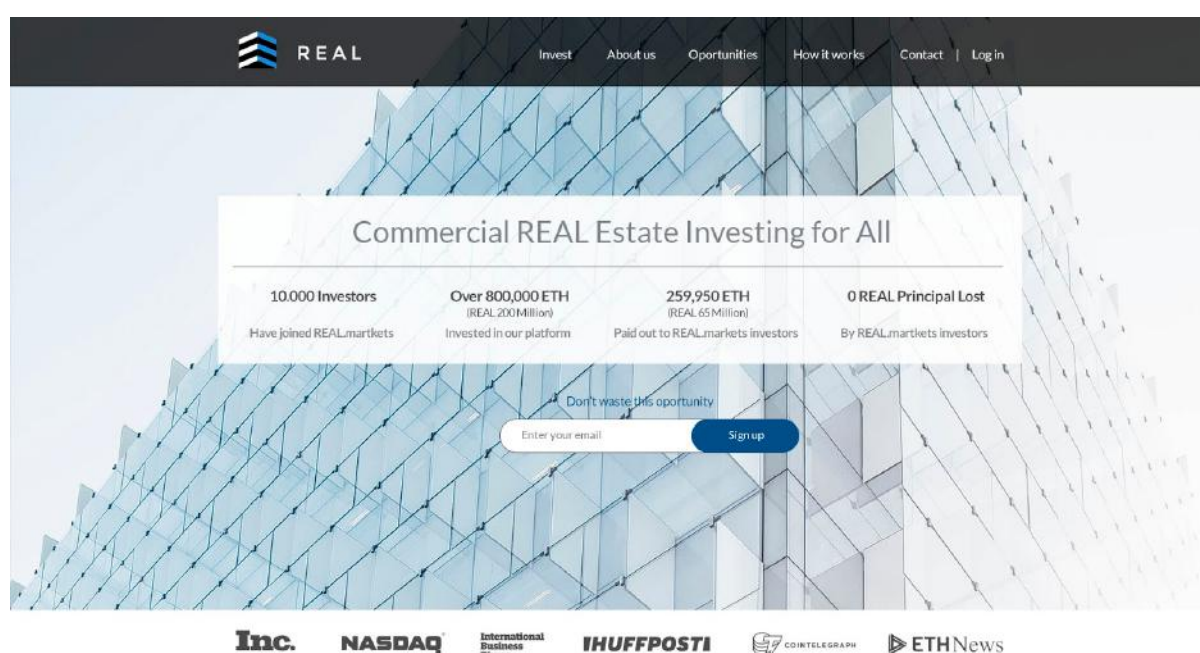 REAL
Invest About us Oportunities How it works Contact | Log in
Commercial REAL Estate Investing for All
10.000 Investors Over 800,000 ETH 259,950 ETH 0 REAL Principal Lost
(REAL 200 Million) (REAL 65 Million)
Have joined REAL.martkets Invested in our platform Paid out to REAL.markets investors By REAL.martkets investors
Don't waste this oportunity
Enter your email Sign up
Inc. NASDAQ International Business IHUFFPOSTI COINTELEGRAPH ETHNews